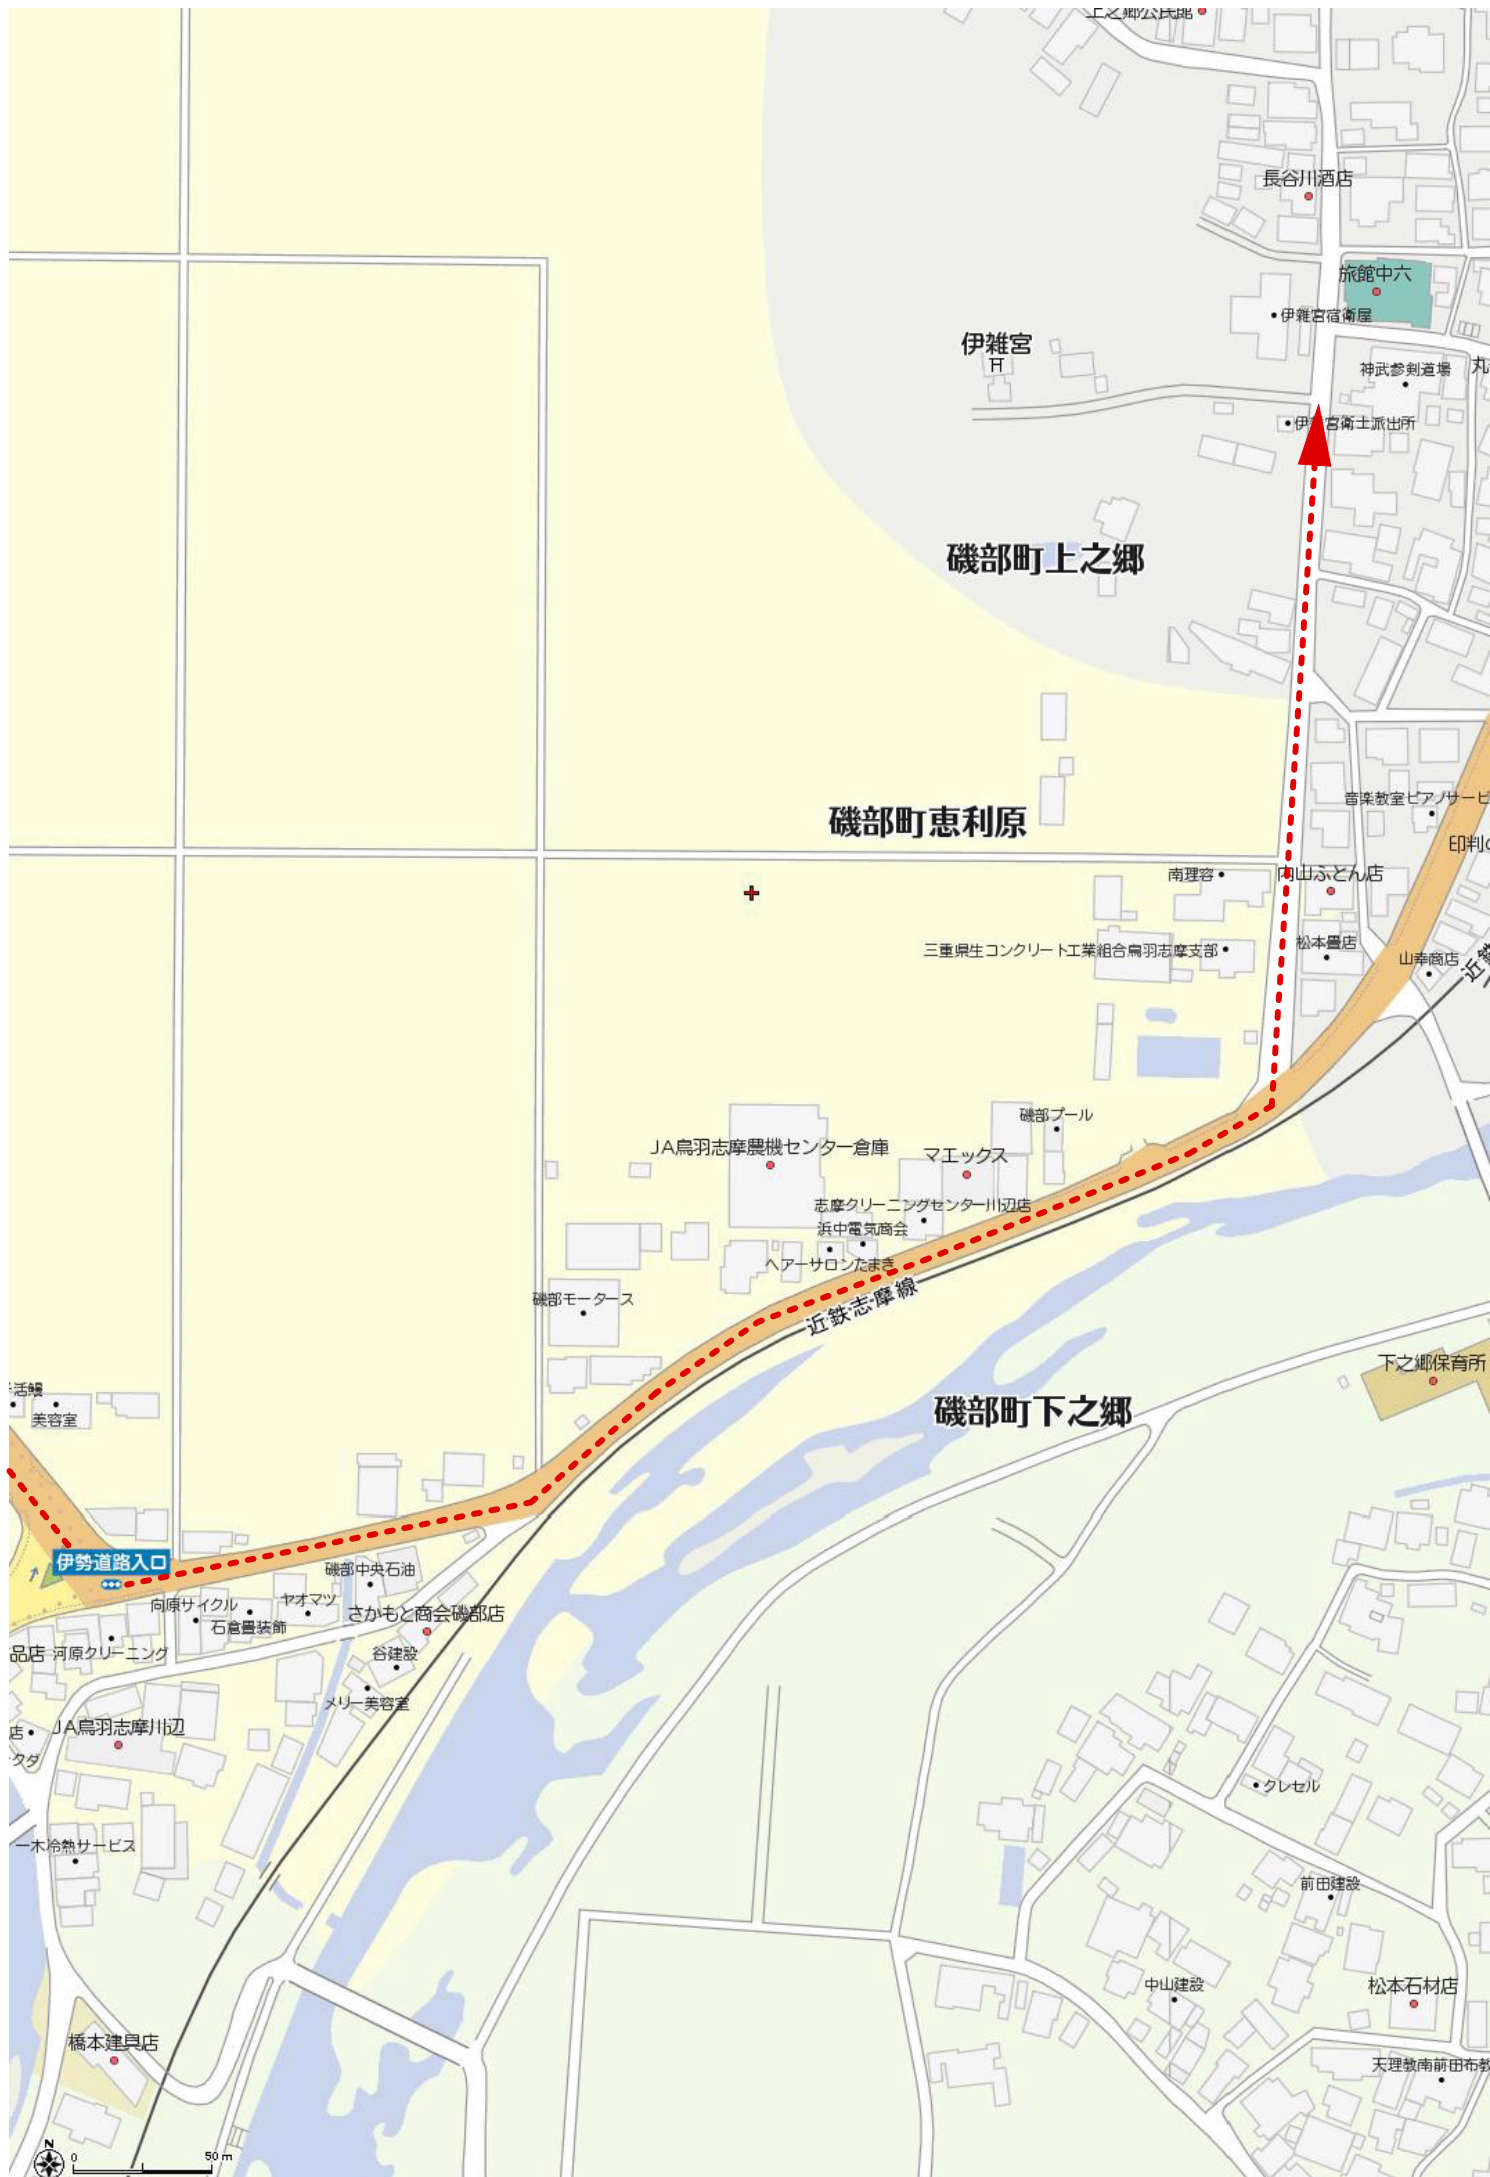 上之郷公民館
長谷川酒店
旅館中六
伊雑宮宿衛屋
伊雑宮
神武参剣道場
伊雑宮衛士派出所
磯部町上之郷
音楽教室ピアノサービ
磯部町恵利原
南理容
内山ふとん店
三重県生コンクリート工業組合鳥羽志摩支部
松本畳店
山幸商店
近鉄
磯部プール
JA鳥羽志摩農機センター倉庫
マエックス
志摩クリーニングセンター川辺店
浜中電気商会
ヘアーサロンたまき
磯部モータース
近鉄志摩線
下之郷保育所
活鰻
美容室
磯部町下之郷
伊勢道路入口
磯部中央石油
向原サイクル
ヤオマツ
石倉畳装飾
さかもと商会磯部店
品店
河原クリーニング
谷建設
メリー美容室
店
JA鳥羽志摩川辺
クダ
クレセル
一木冷熱サービス
前田建設
中山建設
松本石材店
橋本建具店
天理教南前田布教
N
0
50 m